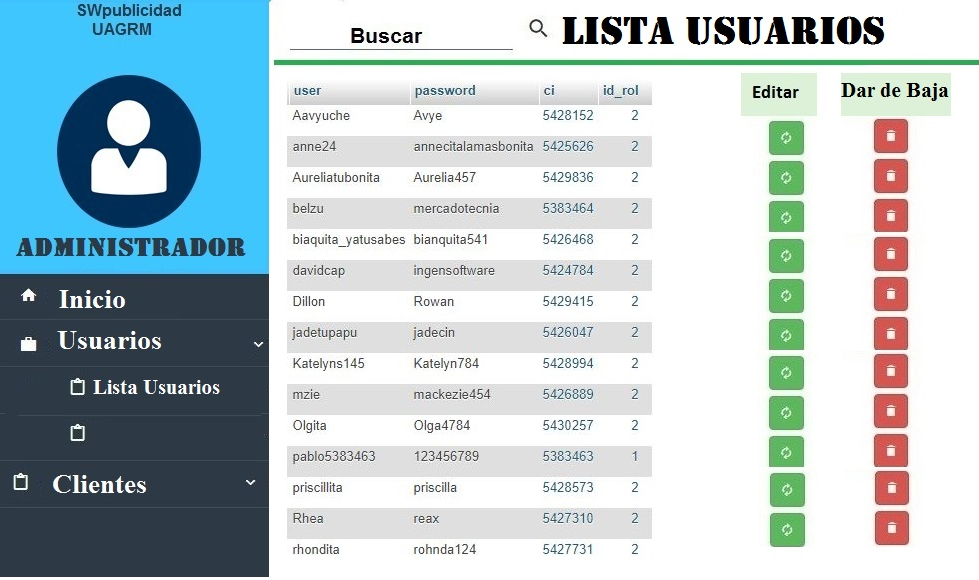 SWpublicidad
UAGRM
ADMINISTRADOR
Inicio
Usuarios
Lista Usuarios
Clientes
Buscar
LISTA USUARIOS
user password ci id_rol Editar Dar de Baja
Aavyuche Avye 5428152 2
anne24 annecitalamasbonita 5425626 2
Aureliatubonita Aurelia457 5429836 2
belzu mercadotecnia 5383464 2
biaquita_yatusabes bianquita541 5426468 2
davidcap ingensoftware 5424784 2
Dillon Rowan 5429415 2
jadetupapu jadecin 5426047 2
Katelyns145 Katelyn784 5428994 2
mzie mackezie454 5426889 2
Olgita Olga4784 5430257 2
pablo5383463 123456789 5383463 1
priscillita priscilla 5428573 2
Rhea reax 5427310 2
rhondita rohnda124 5427731 2